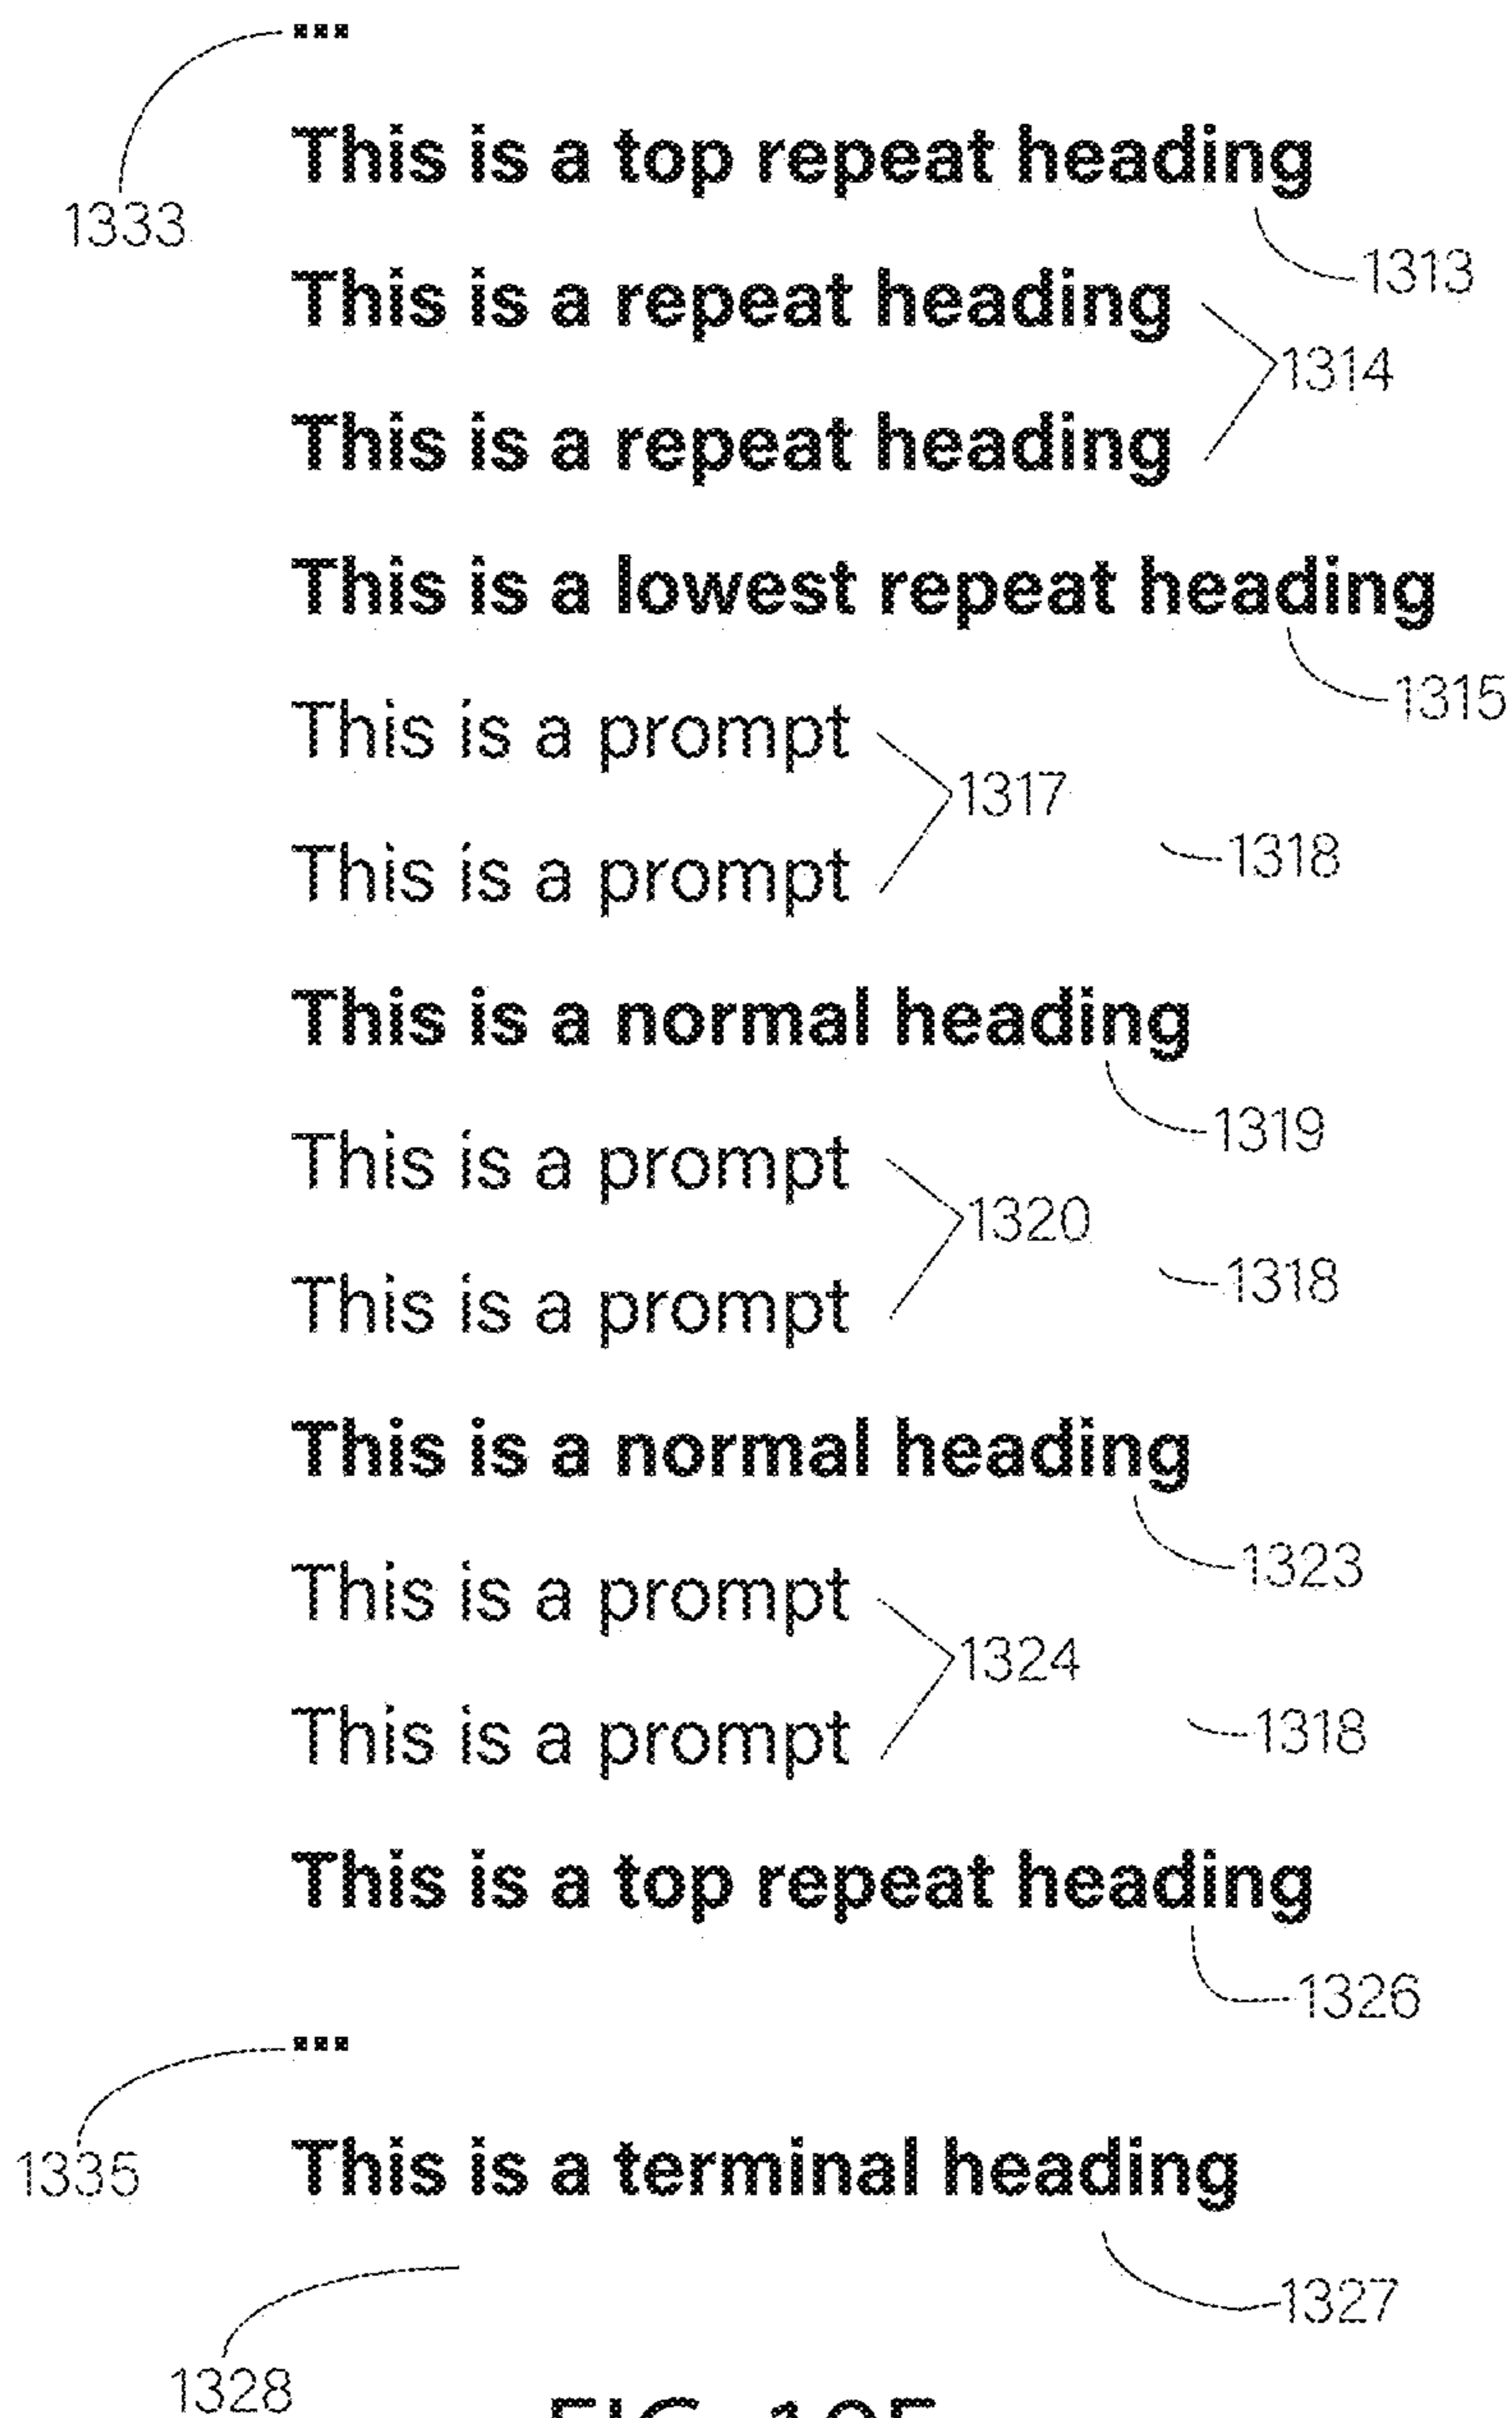 ...
This is a top repeat heading
1333
1313
This is a repeat heading
1314
This is a repeat heading
This is a lowest repeat heading
1315
This is a prompt
1317
1318
This is a prompt
This is a normal heading
1319
This is a prompt
1320
1318
This is a prompt
This is a normal heading
1323
This is a prompt
1324
1318
This is a prompt
This is a top repeat heading
1326
...
This is a terminal heading
1335
1327
1328
FIG.